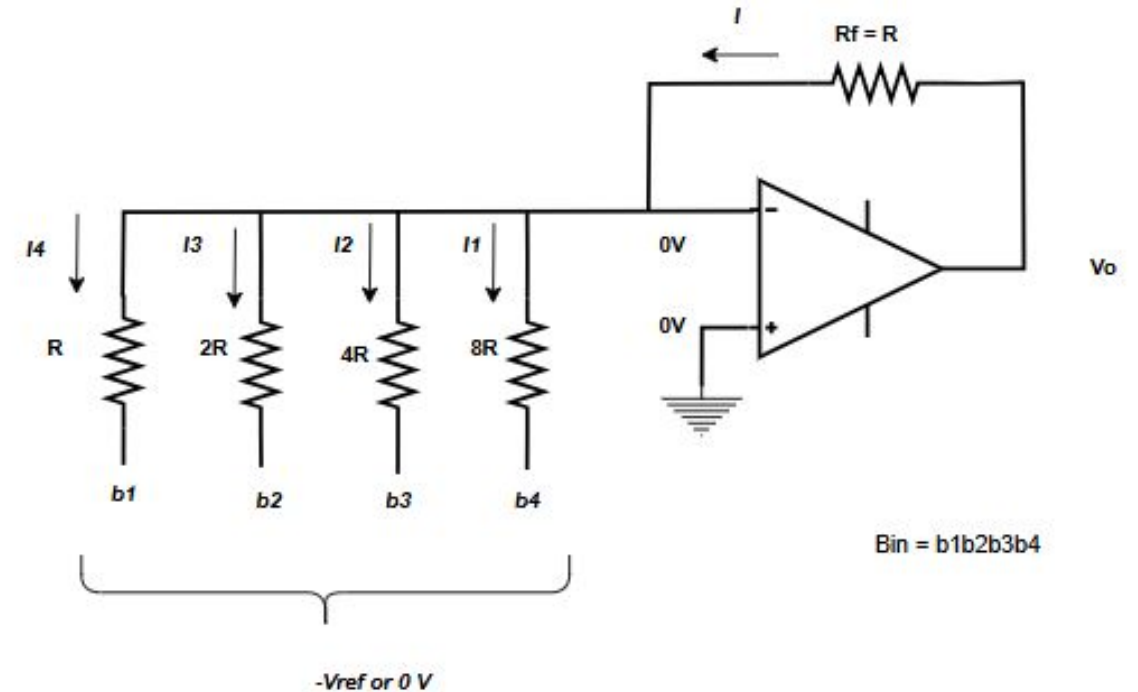 I
Rf = R
I4
I3
I2
I1
0V
Vo
0V
R
2R
4R
8R
b1
b2
b3
b4
Bin = b1b2b3b4
-Vref or 0 V